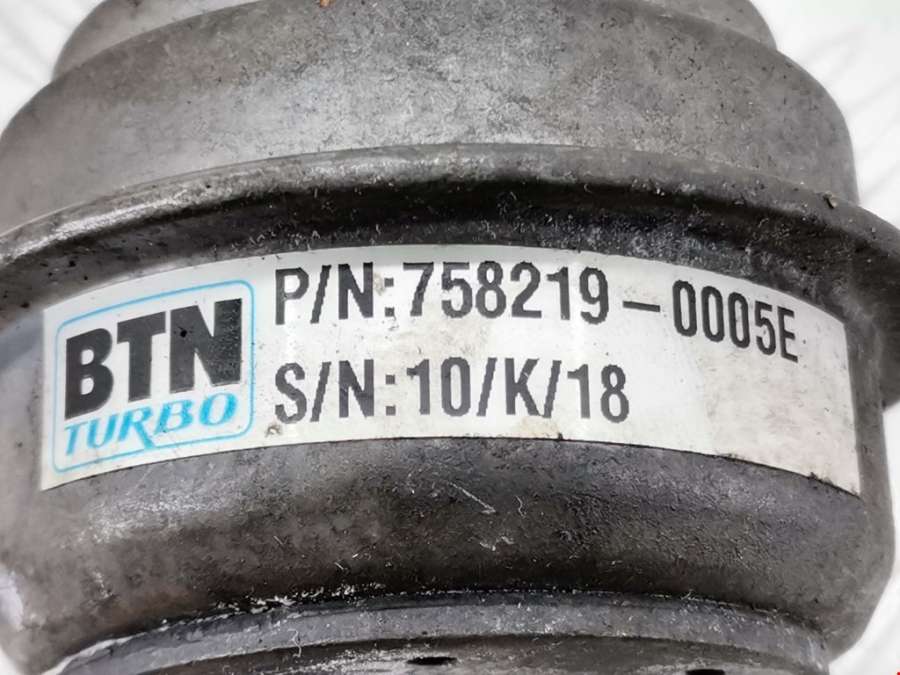 BTN
TURBO
P/N:758219-0005E
S/N:10/K/18